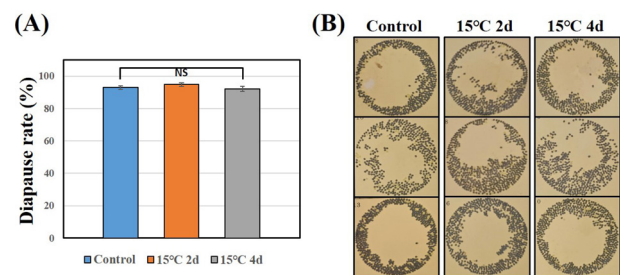 (A)
Diapause rate (%)
100
80
60
40
20
0
NS
Control 15℃ 2d 15℃ 4d
(B)
Control 15℃ 2d 15℃ 4d